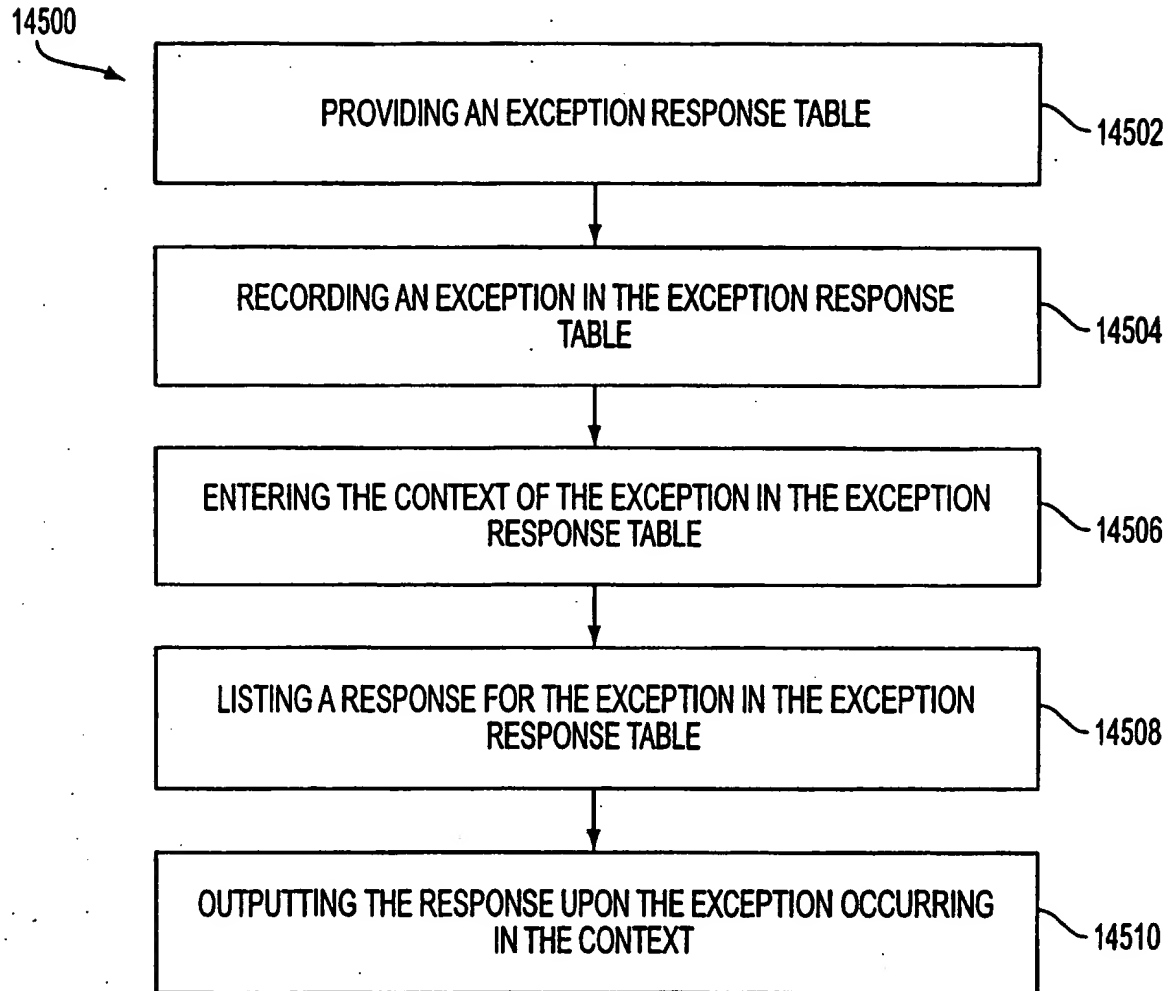 14500
PROVIDING AN EXCEPTION RESPONSE TABLE
14502
RECORDING AN EXCEPTION IN THE EXCEPTION RESPONSE
TABLE
14504
ENTERING THE CONTEXT OF THE EXCEPTION IN THE EXCEPTION
RESPONSE TABLE
14506
LISTING A RESPONSE FOR THE EXCEPTION IN THE EXCEPTION
RESPONSE TABLE
14508
OUTPUTTING THE RESPONSE UPON THE EXCEPTION OCCURRING
IN THE CONTEXT
14510